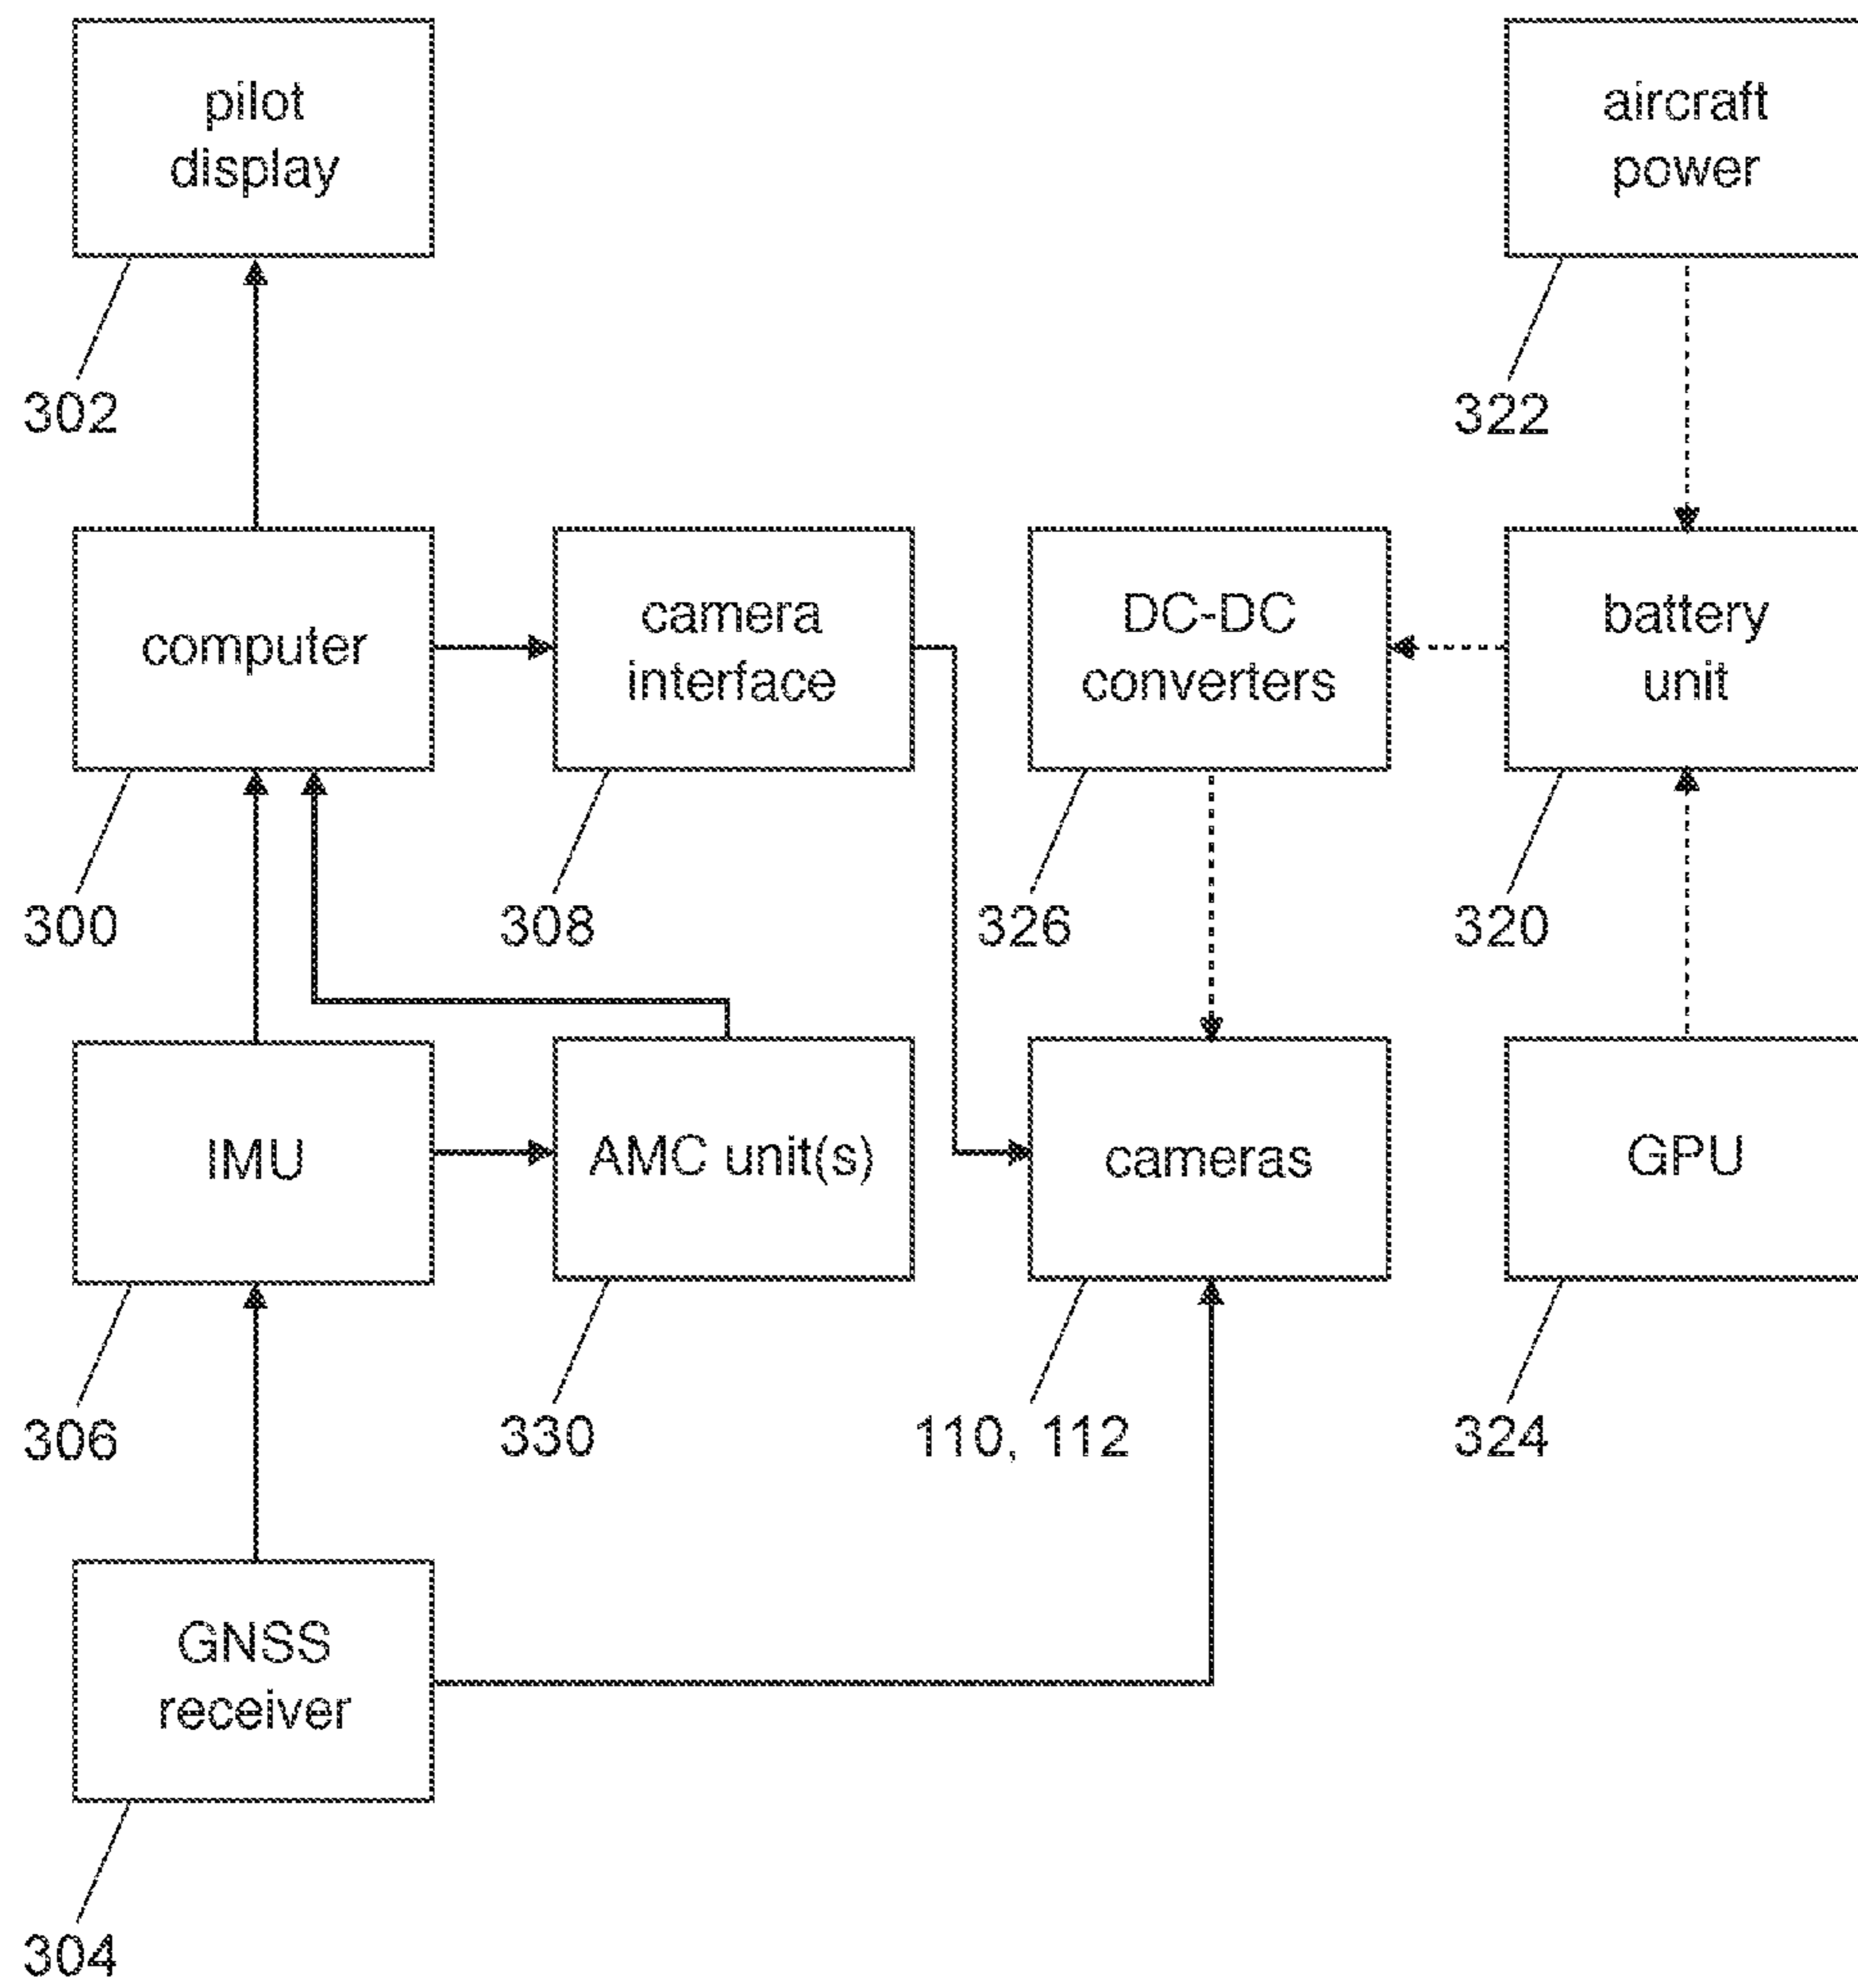 pilot
display
aircraft
power
302
322
computer
camera
interface
DC-DC
converters
battery
unit
300
308
326
320
IMU
AMC unit(s)
cameras
GPU
306
330
110, 112
324
GNSS
receiver
304